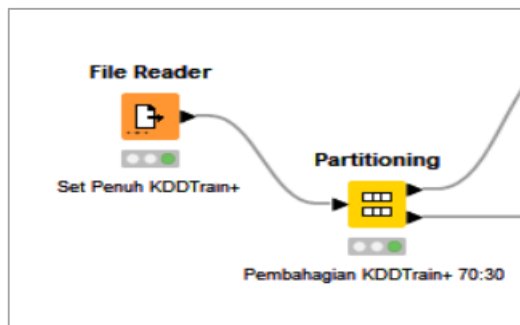 File Reader
Set Penuh KDDTrain+
Partitioning
Pembahagian KDDTrain+ 70:30